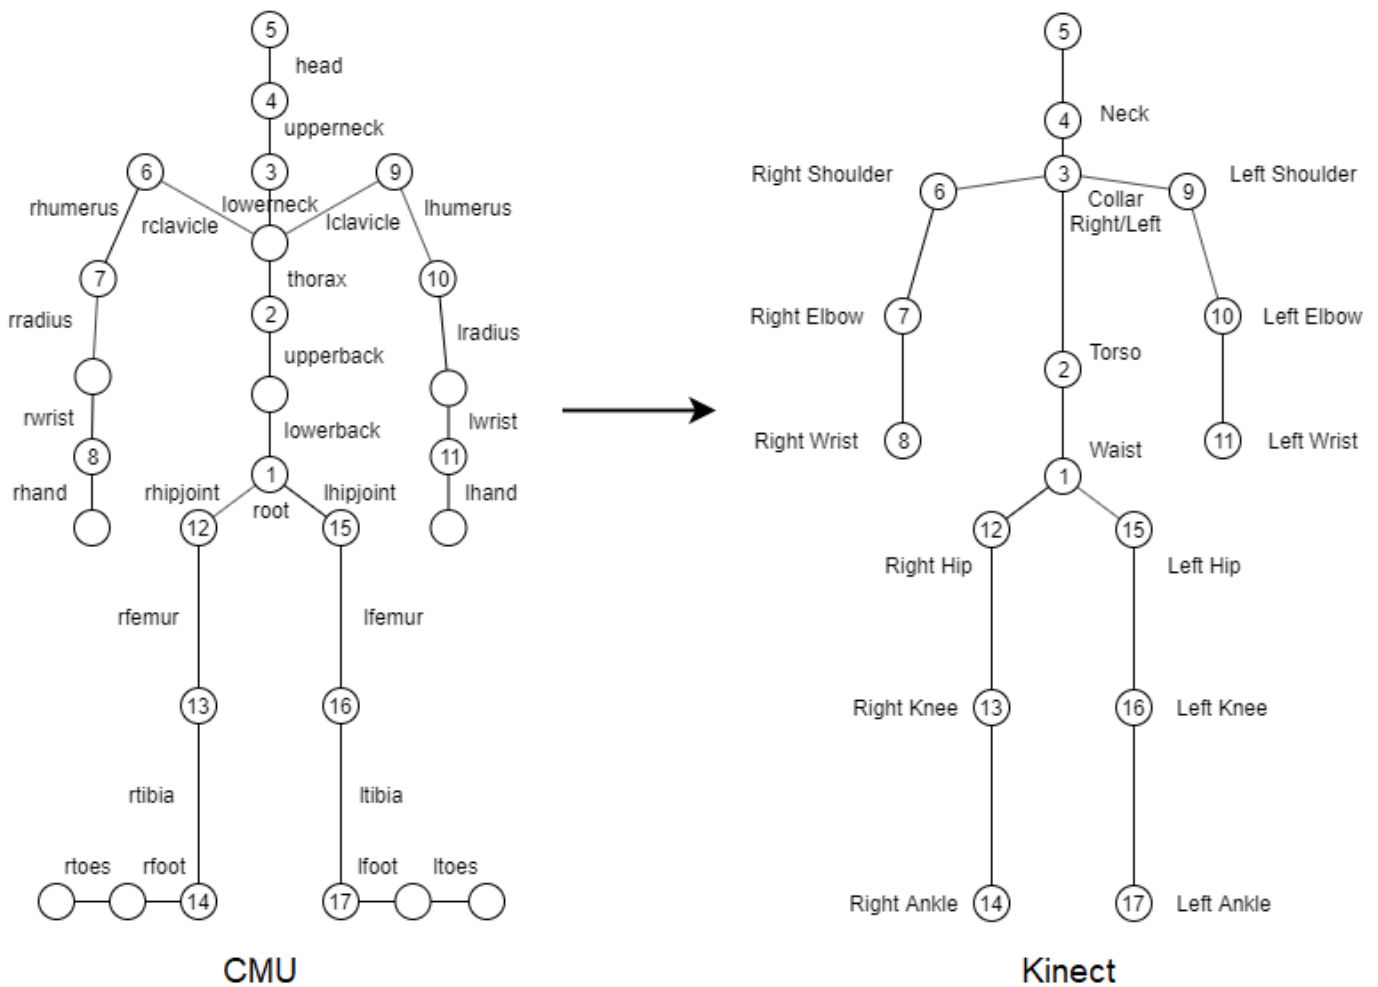 5
head
4
upperneck
6
3
9
rhumerus
lowerneck
lhumerus
rclavicle
lclavicle
7
thorax
10
2
rradius
lradius
upperback
rwrist
lowerback
lwrist
8
11
1
rhand
rhipjoint
lhipjoint
lhand
root
12
15
rfemur
lfemur
13
16
rtibia
ltibia
rtoes
rfoot
lfoot
ltoes
14
17
CMU
5
4
Neck
Right Shoulder
3
Left Shoulder
6
Collar
Right/Left
9
Right Elbow
7
10
Left Elbow
Torso
2
Right Wrist
8
11
Left Wrist
Waist
1
12
15
Right Hip
Left Hip
Right Knee
13
16
Left Knee
Right Ankle
14
17
Left Ankle
Kinect